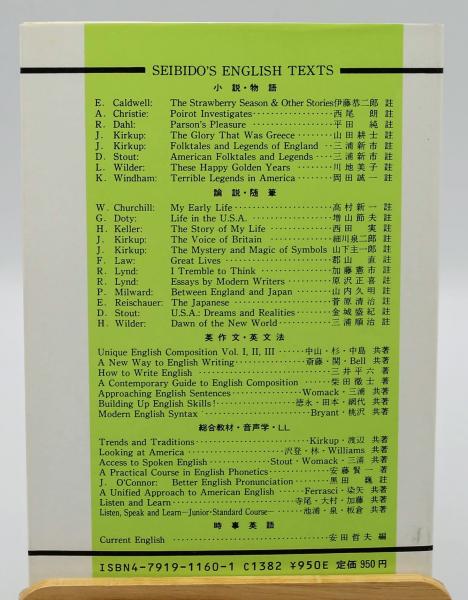 SEIBIDO'S ENGLISH TEXTS
小説・物語
E. Caldwell: The Strawberry Season & Other Stories 伊藤恭二郎 註
A. Christie: Poirot Investigates 西尾 朗 註
R. Dahl: Parson's Pleasure 平田 純 註
J. Kirkup: The Glory That Was Greece 山田耕士 註
J. Kirkup: Folktales and Legends of England 三浦新市 註
D. Stout: American Folktales and Legends 三浦新市 註
L. Wilder: These Happy Golden Years 川地美子 註
K. Windham: Terrible Legends in America 岡田誠一 註
論説・随筆
W. Churchill: My Early Life 高村新一 註
G. Doty: Life in the U.S.A. 増山節夫 註
H. Keller: The Story of My Life 西田 実 註
J. Kirkup: The Voice of Britain 細川泉二郎 註
J. Kirkup: The Mystery and Magic of Symbols 山下主一郎 註
F. Law: Great Lives 郡山 直 註
R. Lynd: I Tremble to Think 加藤憲市 註
R. Lynd: Essays by Modern Writers 原沢正喜 註
P. Milward: Between England and Japan 山内久明 註
E. Reischauer: The Japanese 菅原清治 註
D. Stout: U.S.A.: Dreams and Realities 金城盛紀 註
H. Wilder: Dawn of the New World 三浦順治 註
英作文・英文法
Unique English Composition Vol. I, II, III 中山・杉・中島 共著
A New Way to English Writing 斎藤・関・Bell 共著
How to Write English 三井平六 著
A Contemporary Guide to English Composition 柴田徹士 著
Approaching English Sentences Womack・三浦 共著
Building Up English Skills! 徳永・田本・網代 共著
Modern English Syntax Bryant・桃沢 共著
総合教材・音声学・LL
Trends and Traditions Kirkup・渡辺 共著
Looking at America 沢登・林・Williams 共著
Access to Spoken English Stout・Womack・三浦 共著
A Practical Course in English Phonetics 安藤賢一 著
J. O'Connor: Better English Pronunciation 黒田 巍 註
A Unified Approach to American English Ferrasci・染矢 共著
Listen and Learn 寺尾・大村・加藤 共著
Listen, Speak and Learn—Junior・Standard Course— 池浦・泉・板倉 共著
時事英語
Current English 安田哲夫 編
ISBN4-7919-1160-1 C1382 ¥950E 定価 950円